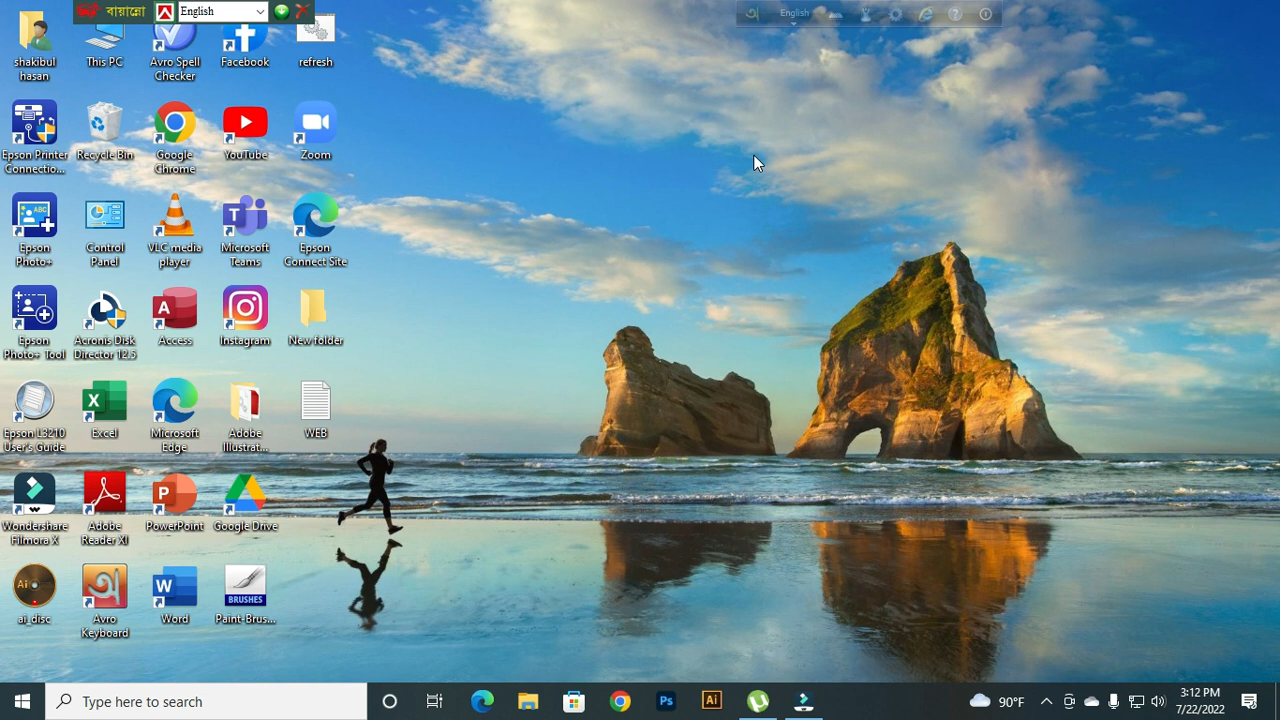 বায়ান্নো
English
English
shakibul
hasan
This PC
Avro Spell
Checker
Facebook
refresh
Epson Printer
Connectio...
Recycle Bin
Google
Chrome
YouTube
Zoom
ABC
Epson
Photo+
Control
Panel
VLC media
player
Microsoft
Teams
Epson
Connect Site
Epson
Photo+ Tool
Acronis Disk
Director 12.5
Access
Instagram
New folder
Epson L3210
User's Guide
Excel
Microsoft
Edge
Adobe
Illustrat...
WEB
Wondershare
Filmora X
Adobe
Reader XI
PowerPoint
Google Drive
Ai
ai_disc
অ
Avro
Keyboard
Word
BRUSHES
Paint-Brus...
Type here to search
Ps
Ai
90°F
3:12 PM
7/22/2022